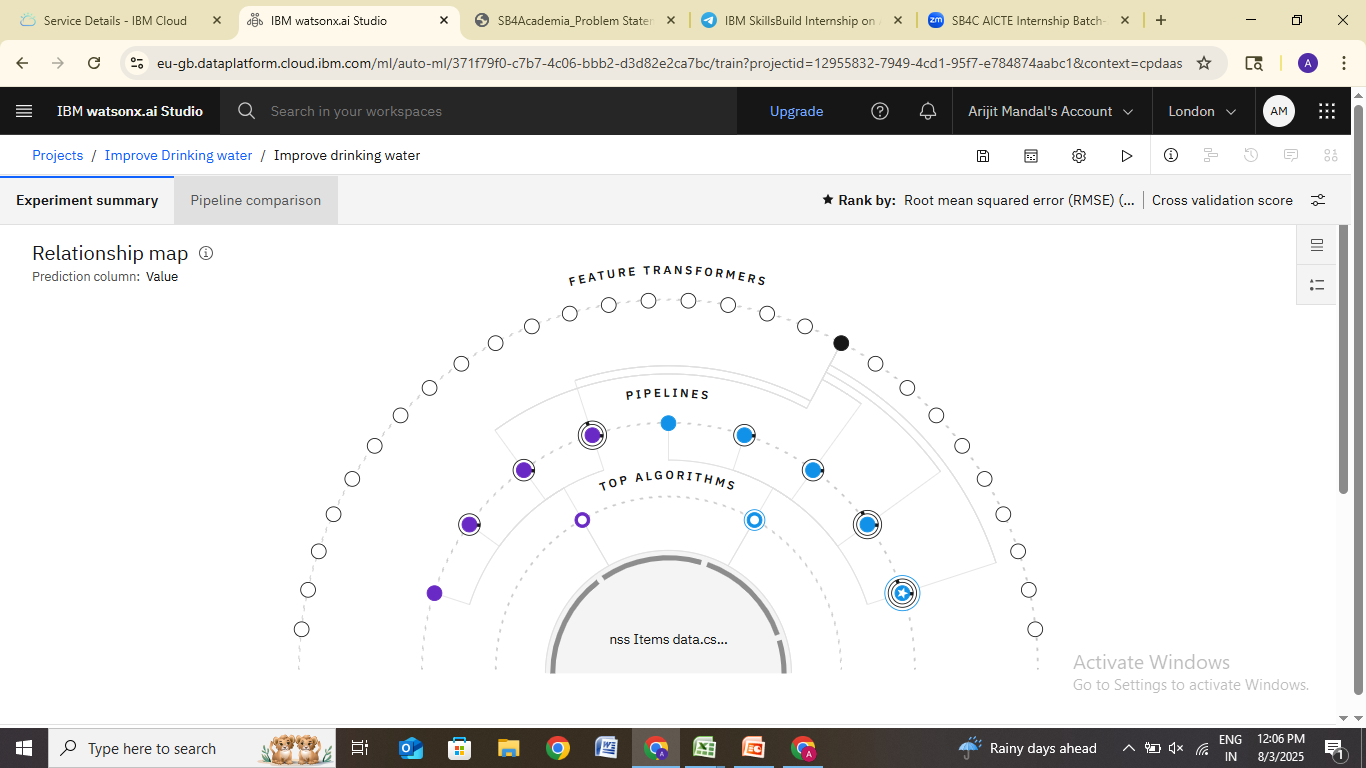 Service Details - IBM Cloud
IBM watsonx.ai Studio
SB4Academia_Problem Statem
IBM SkillsBuild Internship on
SB4C AICTE Internship Batch-
eu-gb.dataplatform.cloud.ibm.com/ml/auto-ml/371f79f0-c7b7-4c06-bbb2-d3d82e2ca7bc/train?projectid=12955832-7949-4cd1-95f7-e784874aabc1&context=cpdaas
A
IBM watsonx.ai Studio
Search in your workspaces
Upgrade
Arijit Mandal's Account
London
AM
Projects / Improve Drinking water / Improve drinking water
Experiment summary
Pipeline comparison
Rank by: Root mean squared error (RMSE) (... Cross validation score
Relationship map
Prediction column: Value
FEATURE TRANSFORMERS
PIPELINES
TOP ALGORITHMS
nss Items data.cs...
Activate Windows
Go to Settings to activate Windows.
Type here to search
Rainy days ahead
ENG
IN
12:06 PM
8/3/2025
1